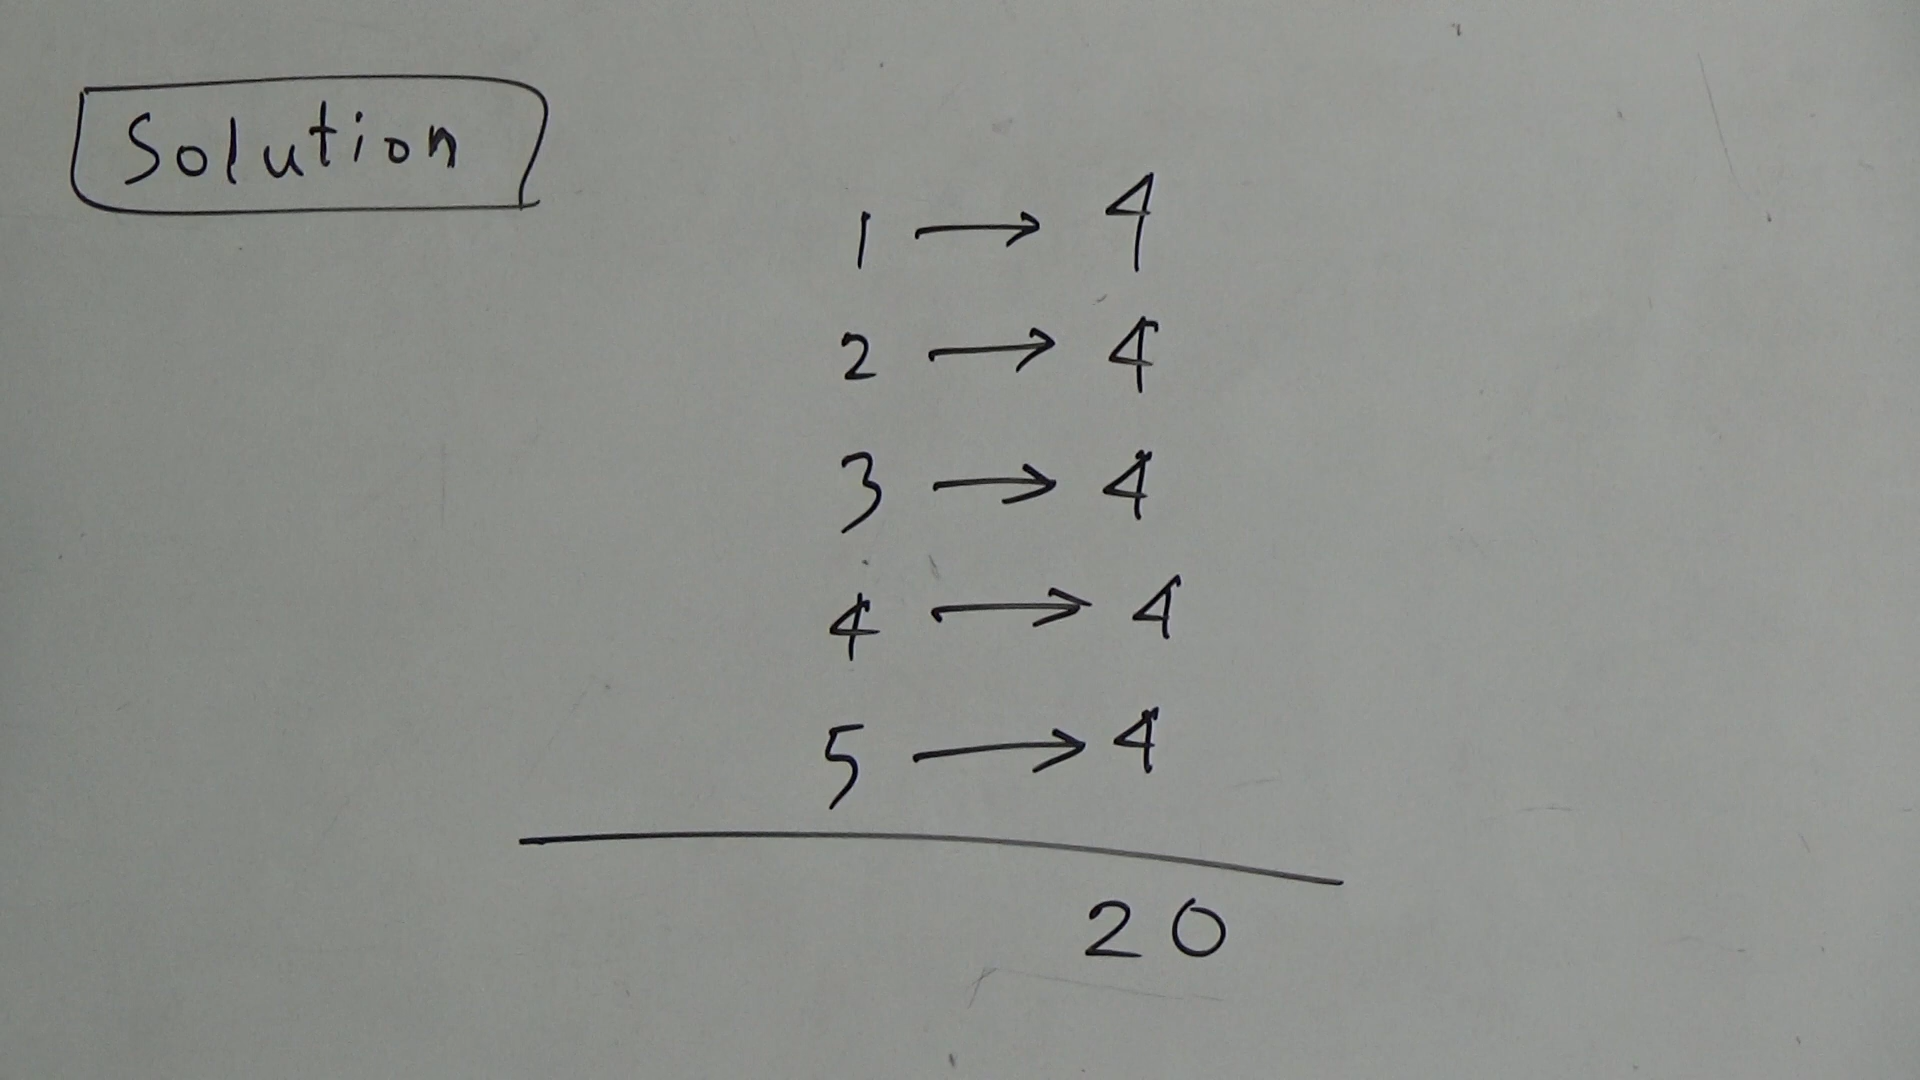 Solution
1 → 4
2 → 4
3 → 4
4 → 4
5 → 4
20